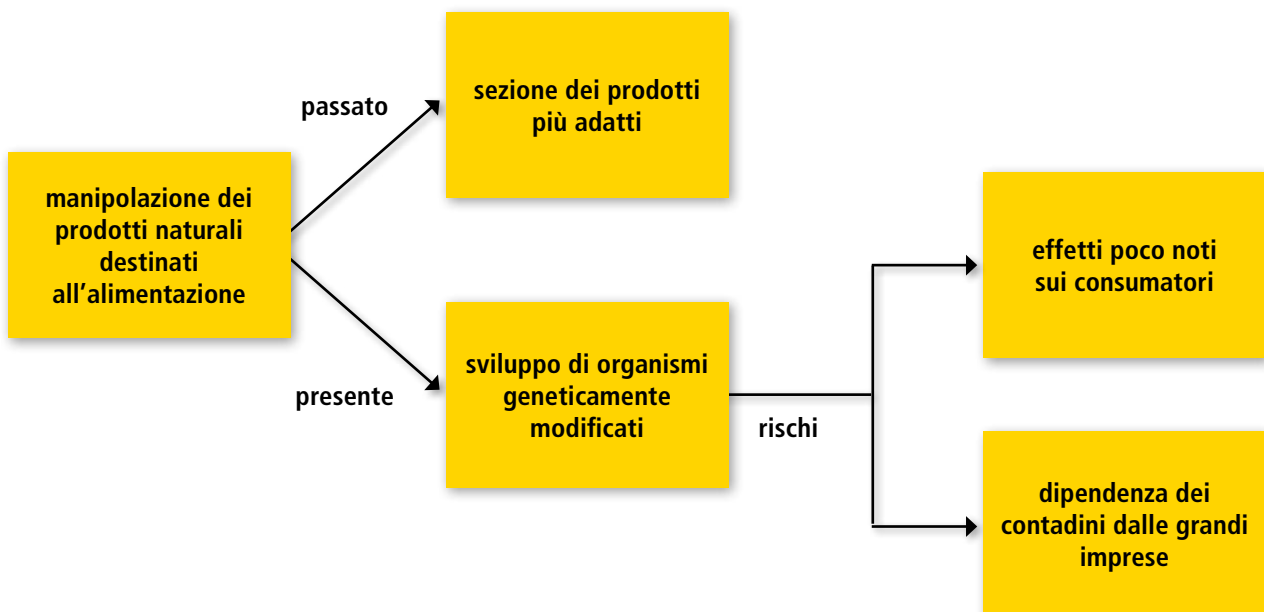 manipolazione dei
prodotti naturali
destinati
all'alimentazione
passato
sezione dei prodotti
più adatti
presente
sviluppo di organismi
geneticamente
modificati
rischi
effetti poco noti
sui consumatori
dipendenza dei
contadini dalle grandi
imprese